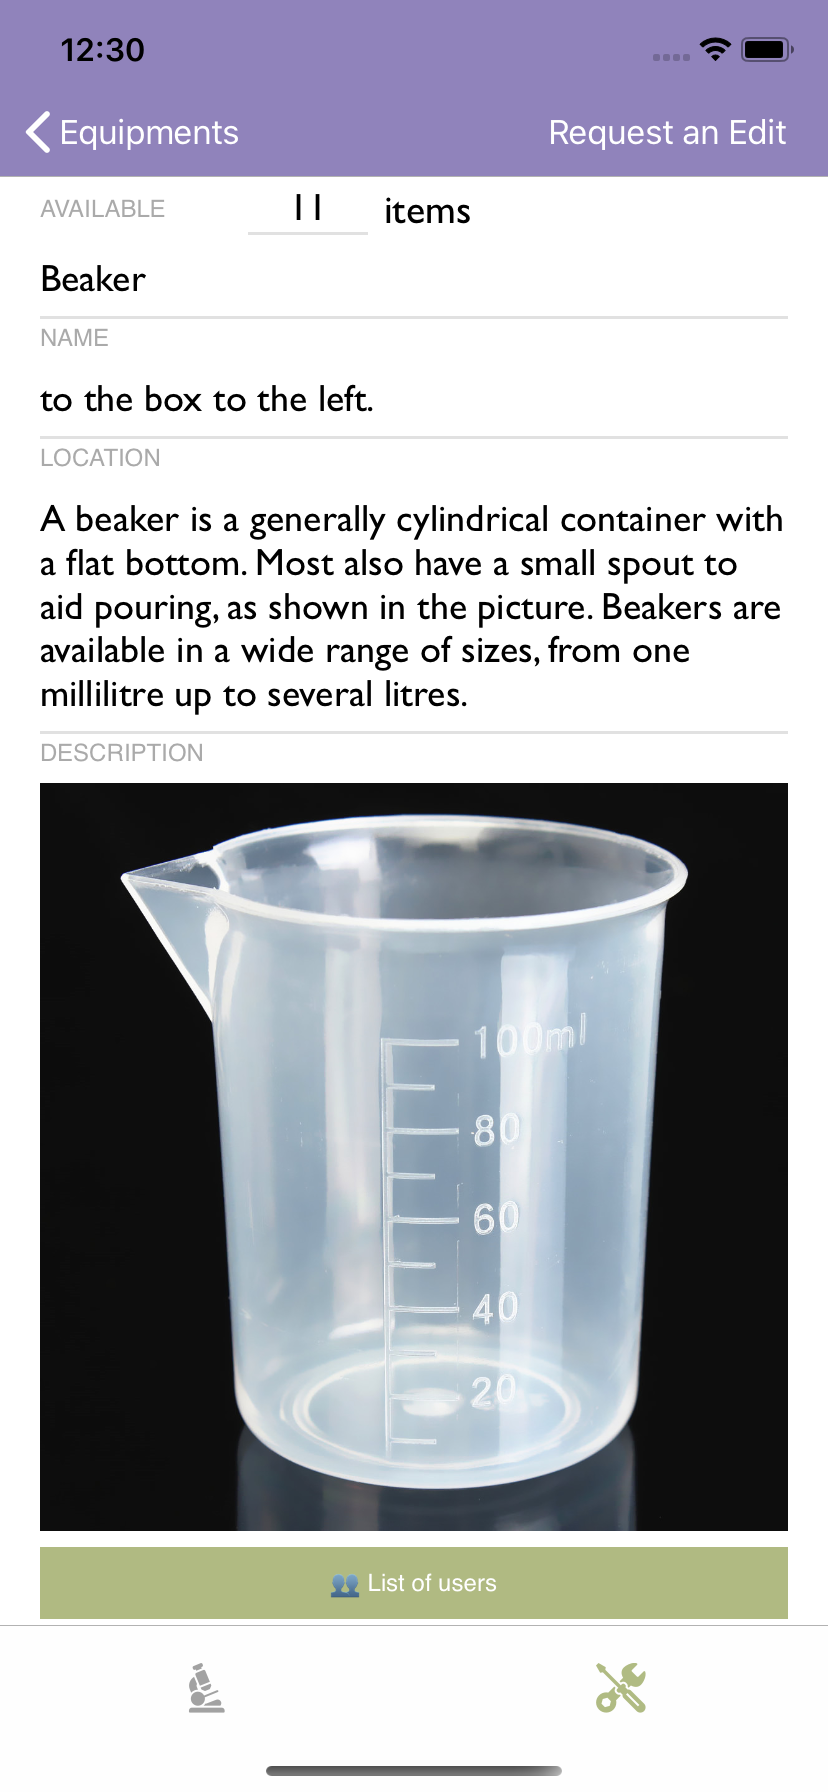 12:30
Equipments
Request an Edit
AVAILABLE 11 items
Beaker
NAME
to the box to the left.
LOCATION
A beaker is a generally cylindrical container with
a flat bottom. Most also have a small spout to
aid pouring, as shown in the picture. Beakers are
available in a wide range of sizes, from one
millilitre up to several litres.
DESCRIPTION
100ml
80
60
40
20
List of users